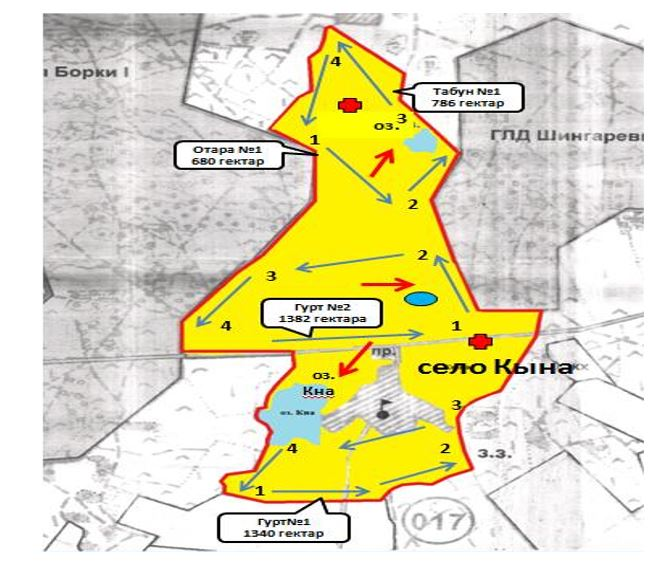 4
Борки I
Табун №1
786 гектар
3
оз.
1
ГЛД Шингаревк
Отара №1
680 гектар
2
2
3
Гурт №2
1382 гектара
4
1
пр.
село Кына
оз.
Кна
оз. Кна
3
4
2
з.з.
1
017
Гурт№1
1340 гектар